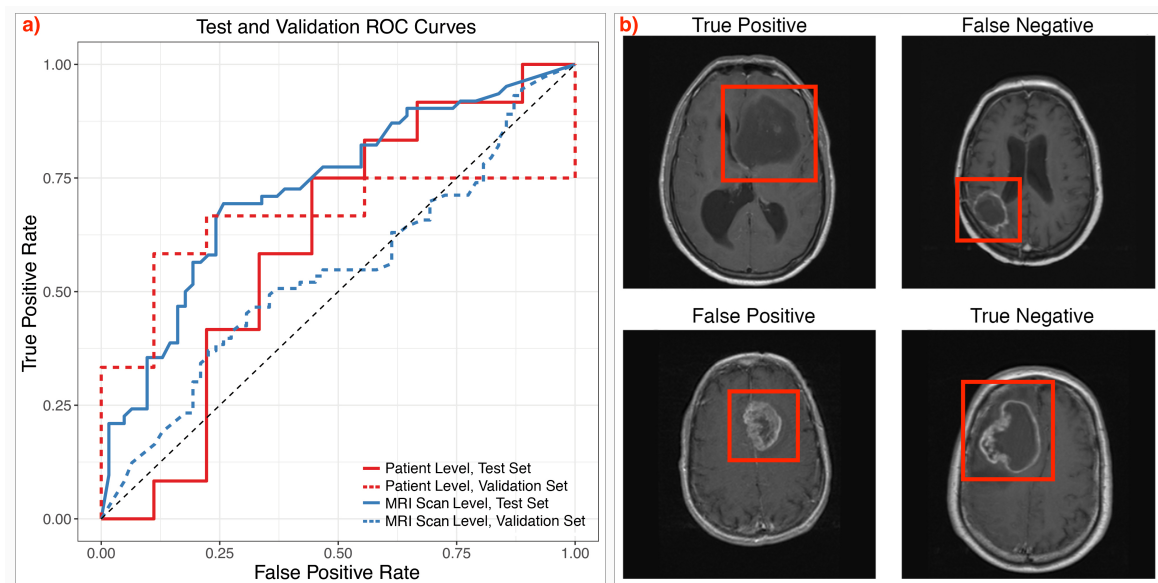 a)
Test and Validation ROC Curves
True Positive Rate
1.00
0.75
0.50
0.25
0.00
Patient Level, Test Set
Patient Level, Validation Set
MRI Scan Level, Test Set
MRI Scan Level, Validation Set
0.00 0.25 0.50 0.75 1.00
False Positive Rate
b)
True Positive
False Negative
False Positive
True Negative